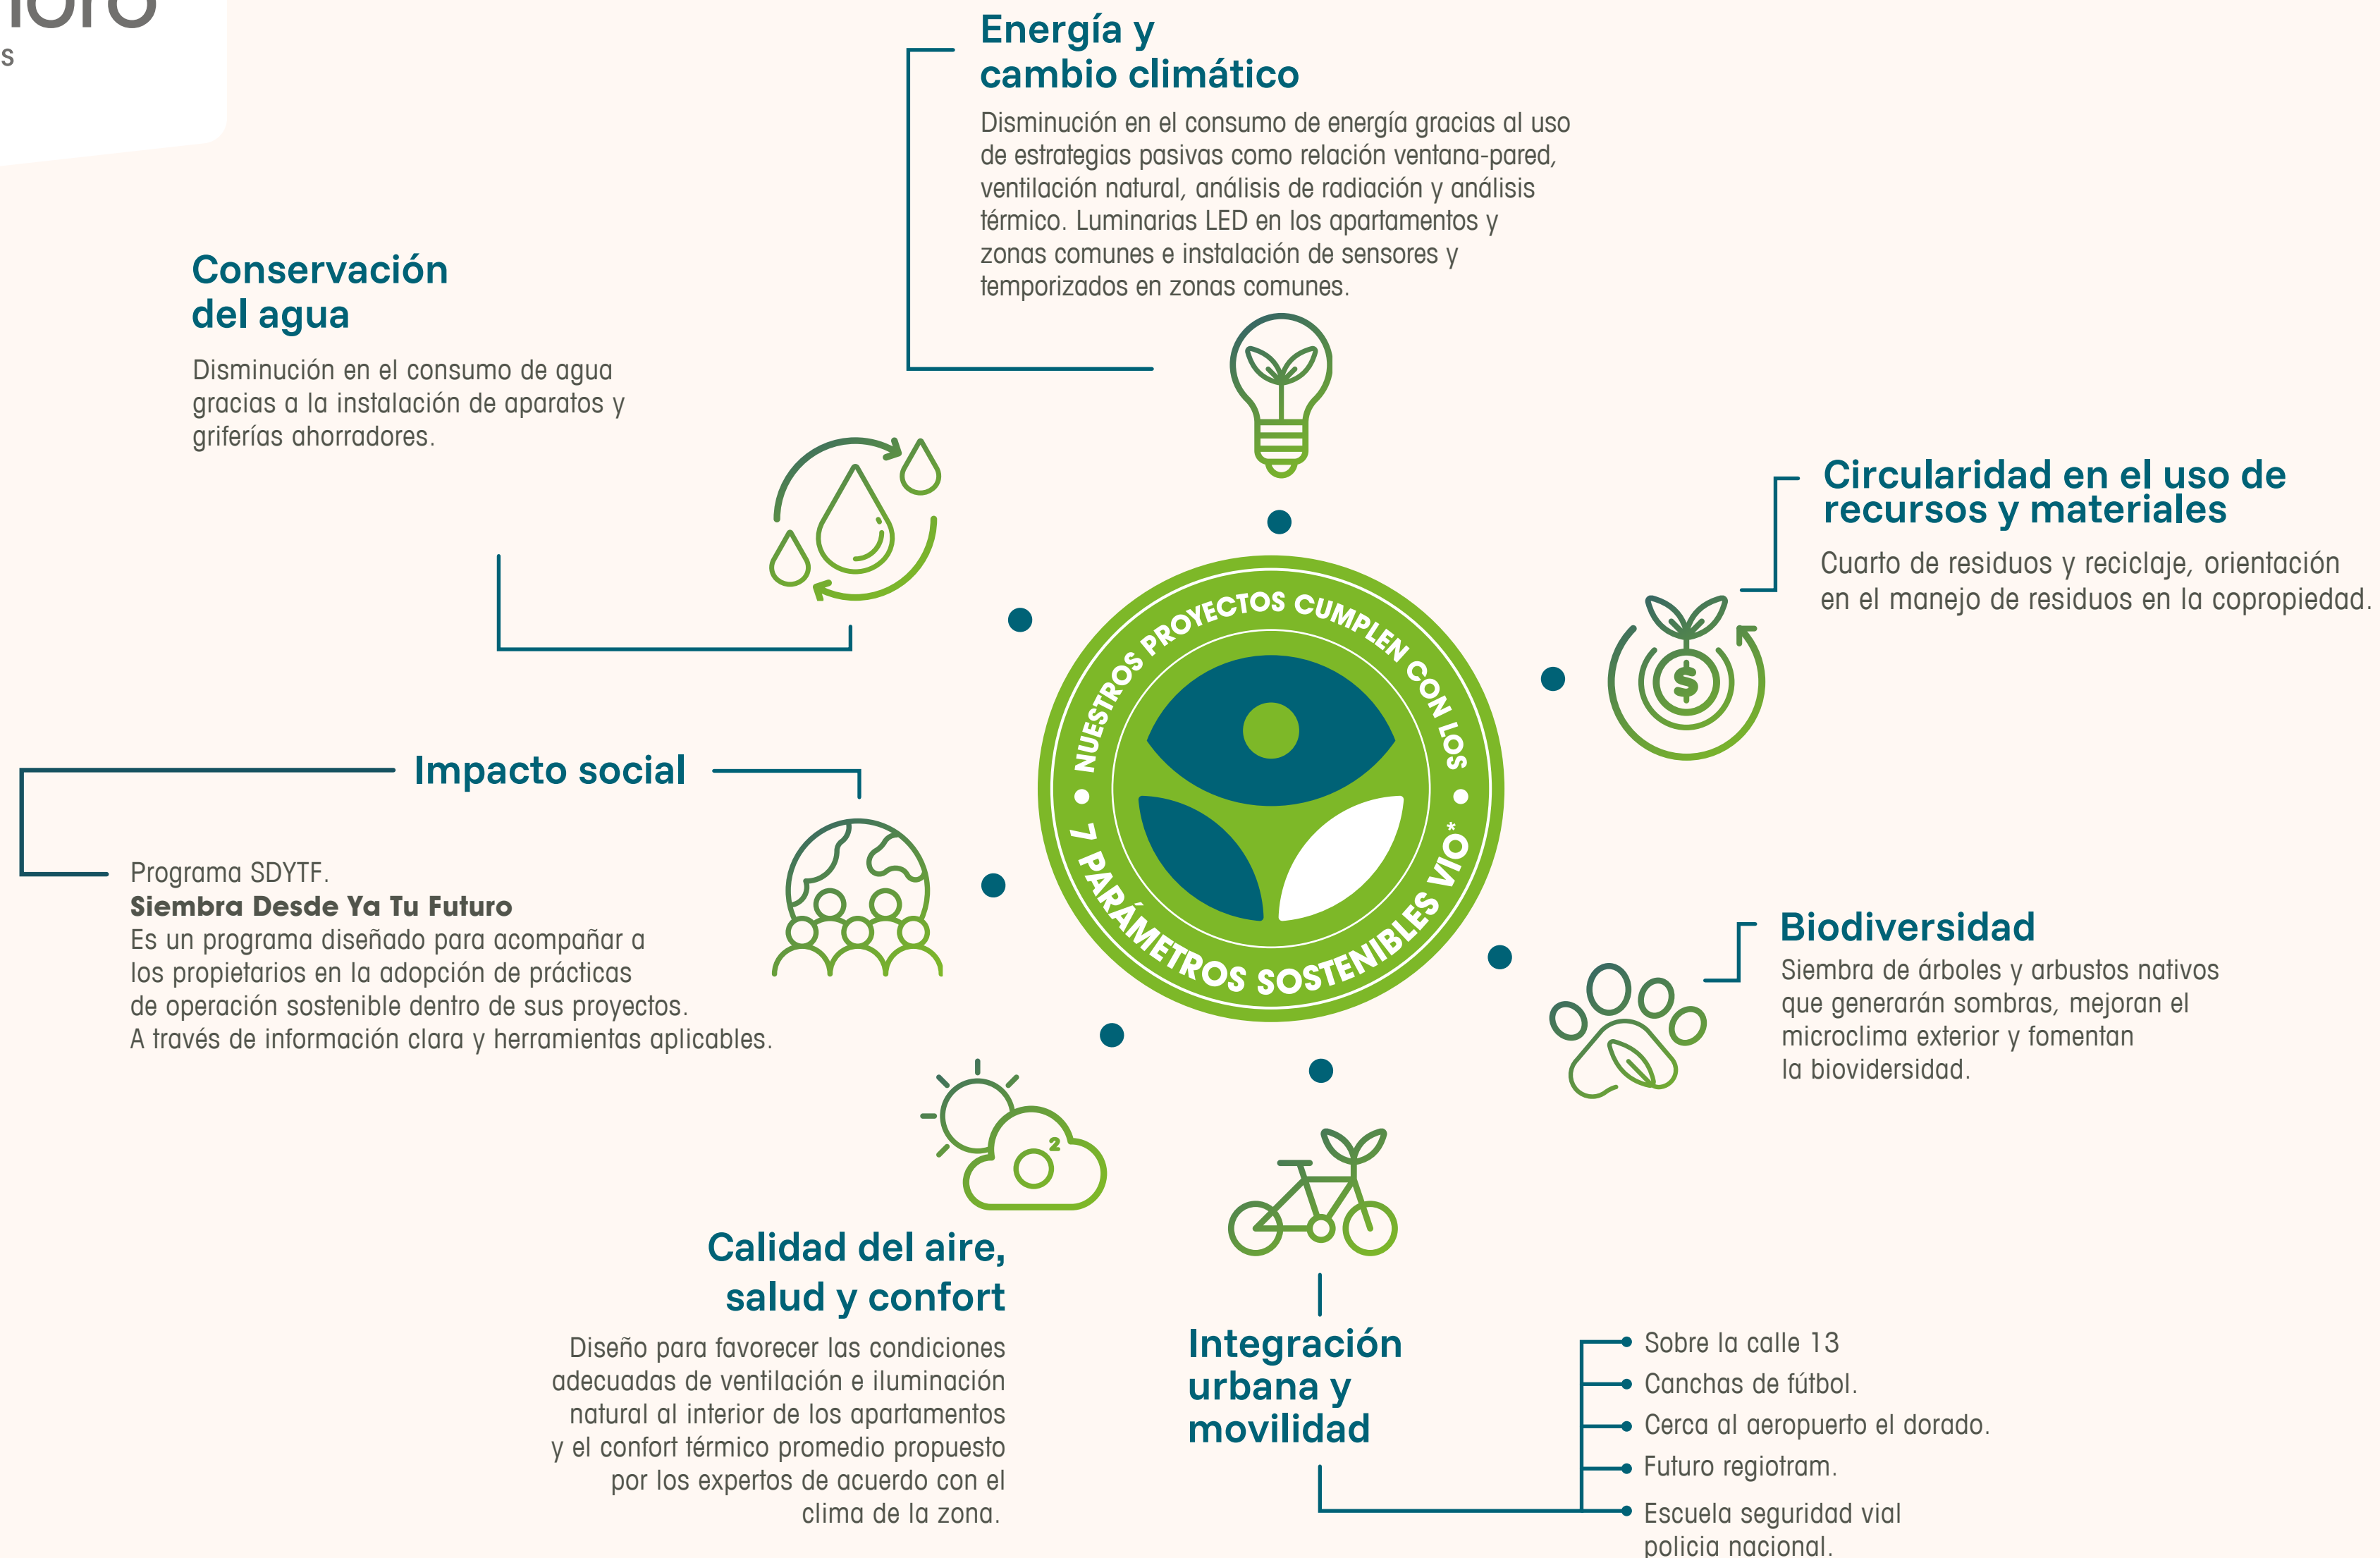 s
Energía y
cambio climático
Disminución en el consumo de energía gracias al uso
de estrategias pasivas como relación ventana-pared,
ventilación natural, análisis de radiación y análisis
térmico. Luminarias LED en los apartamentos y
zonas comunes e instalación de sensores y
temporizados en zonas comunes.
Conservación
del agua
Disminución en el consumo de agua
gracias a la instalación de aparatos y
griferías ahorradores.
Circularidad en el uso de
recursos y materiales
Cuarto de residuos y reciclaje, orientación
en el manejo de residuos en la copropiedad.
$
• NUESTROS PROYECTOS CUMPLEN CON LOS •
7 PARÁMETROS SOSTENIBLES VIO*
Impacto social
Programa SDYTF.
Siembra Desde Ya Tu Futuro
Es un programa diseñado para acompañar a
los propietarios en la adopción de prácticas
de operación sostenible dentro de sus proyectos.
A través de información clara y herramientas aplicables.
Biodiversidad
Siembra de árboles y arbustos nativos
que generarán sombras, mejoran el
microclima exterior y fomentan
la biovidersidad.
O²
Calidad del aire,
salud y confort
Diseño para favorecer las condiciones
adecuadas de ventilación e iluminación
natural al interior de los apartamentos
y el confort térmico promedio propuesto
por los expertos de acuerdo con el
clima de la zona.
Integración
urbana y
movilidad
Sobre la calle 13
Canchas de fútbol.
Cerca al aeropuerto el dorado.
Futuro regiotram.
Escuela seguridad vial
policia nacional.